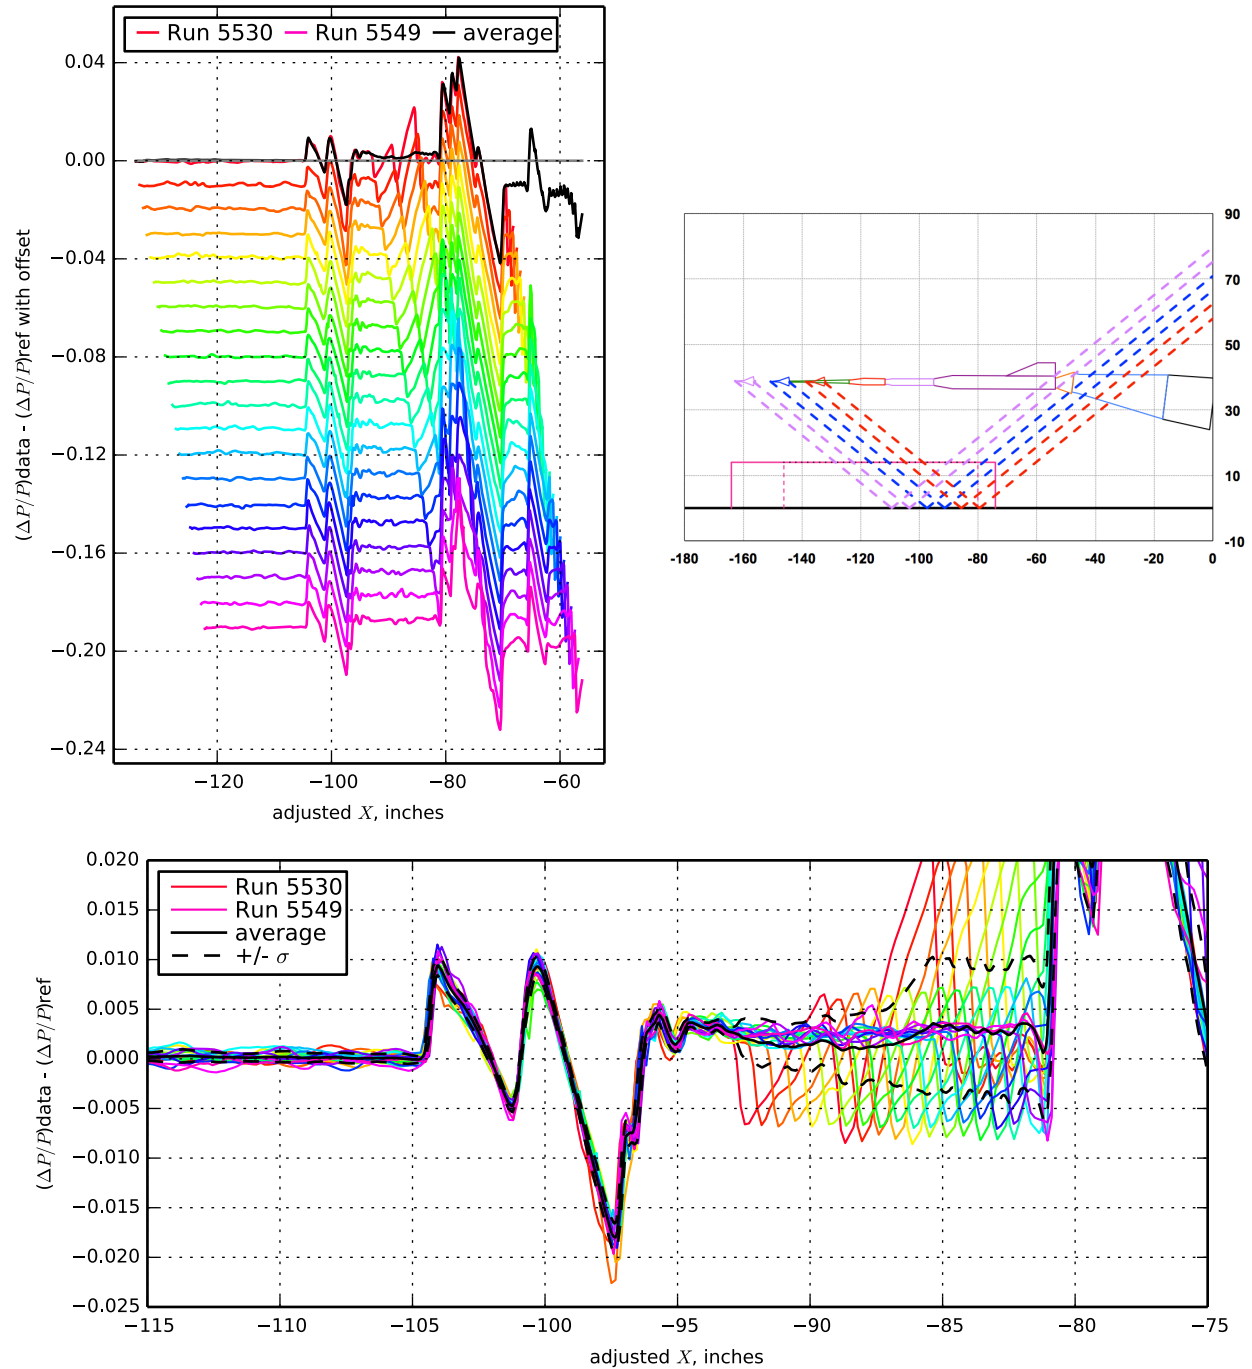 Run 5530 Run 5549 average
0.04
0.00
−0.04
−0.08
−0.12
−0.16
−0.20
−0.24
(ΔP/P)data - (ΔP/P)ref with offset
−120 −100 −80 −60
adjusted X, inches
90
70
50
30
10
-10
-180 -160 -140 -120 -100 -80 -60 -40 -20 0
0.020
0.015
0.010
0.005
0.000
−0.005
−0.010
−0.015
−0.020
−0.025
(ΔP/P)data - (ΔP/P)ref
Run 5530
Run 5549
average
+/- σ
−115 −110 −105 −100 −95 −90 −85 −80 −75
adjusted X, inches